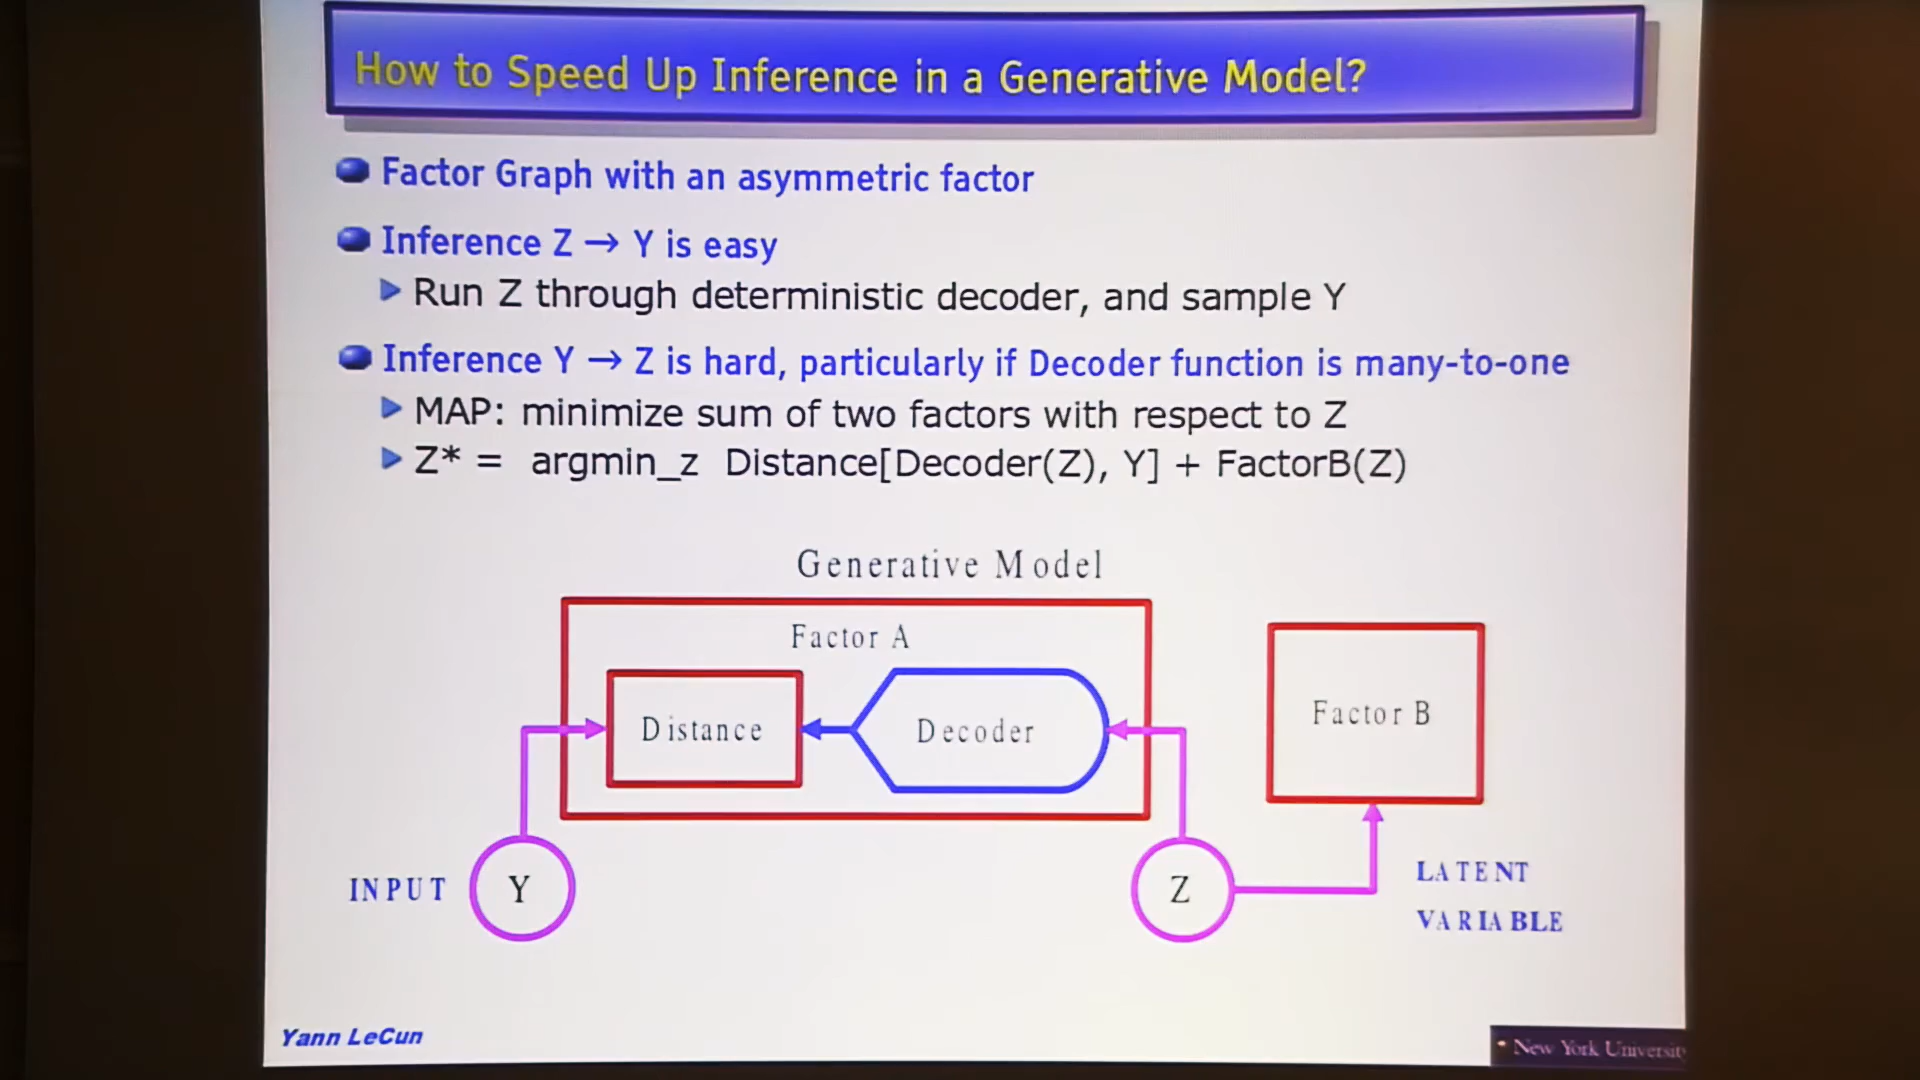 How to Speed Up Inference in a Generative Model?
Factor Graph with an asymmetric factor
Inference Z → Y is easy
Run Z through deterministic decoder, and sample Y
Inference Y → Z is hard, particularly if Decoder function is many-to-one
MAP: minimize sum of two factors with respect to Z
Z* = argmin_z Distance[Decoder(Z), Y] + FactorB(Z)
Generative Model
Factor A
Distance
Decoder
Factor B
INPUT
Y
Z
LATENT
VARIABLE
Yann LeCun
New York University